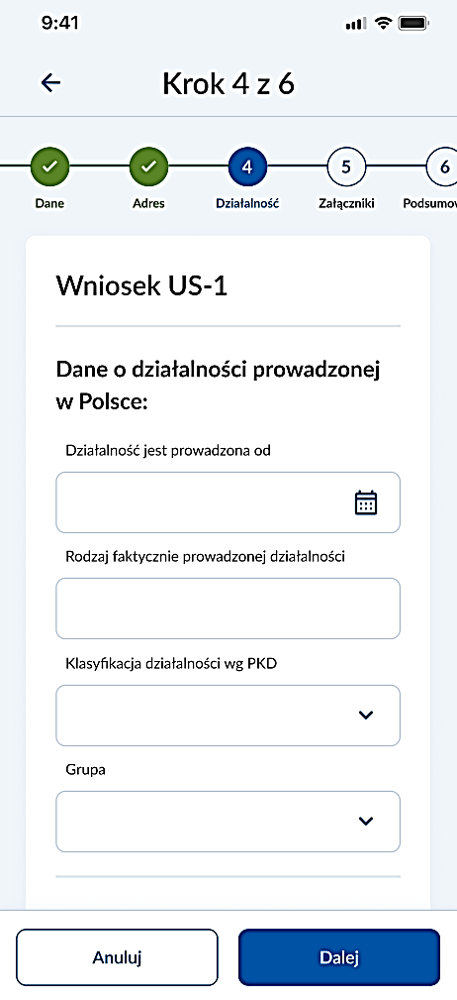 9:41
Krok 4 z 6
4
5
6
Dane
Adres
Działalność
Załączniki
Podsumow
Wniosek US-1
Dane o działalności prowadzonej
w Polsce:
Działalność jest prowadzona od
Rodzaj faktycznie prowadzonej działalności
Klasyfikacja działalności wg PKD
Grupa
Anuluj
Dalej